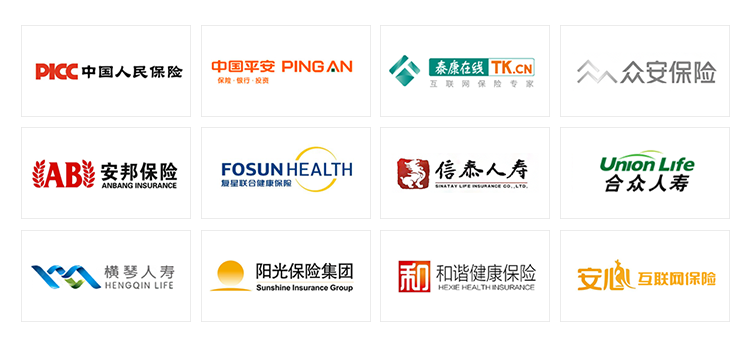 PICC 中国人民保险
中国平安 PING AN
保险·银行·投资
泰康在线 TK.CN
互联网保险专家
众安保险
AB 安邦保险
ANBANG INSURANCE
FOSUN HEALTH
复星联合健康保险
信泰人寿
SINATAY LIFE INSURANCE CO.,LTD.
Union Life
合众人寿
横琴人寿
HENGQIN LIFE
阳光保险集团
Sunshine Insurance Group
和 和谐健康保险
HEXIE HEALTH INSURANCE
安心 互联网保险